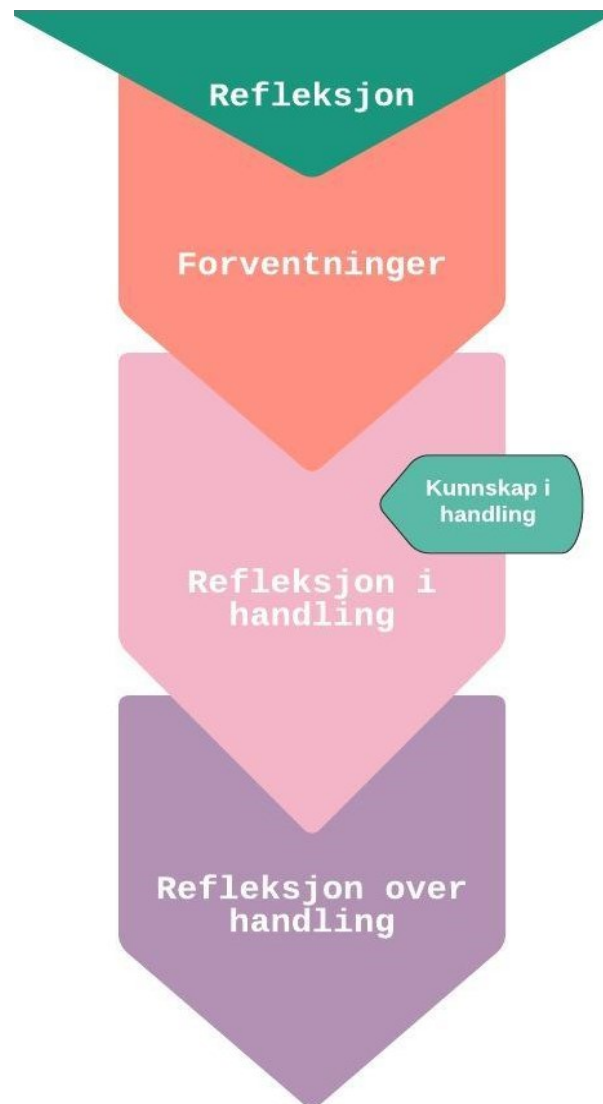 Refleksjon
Forventninger
Kunnskap i
handling
Refleksjon i
handling
Refleksjon over
handling